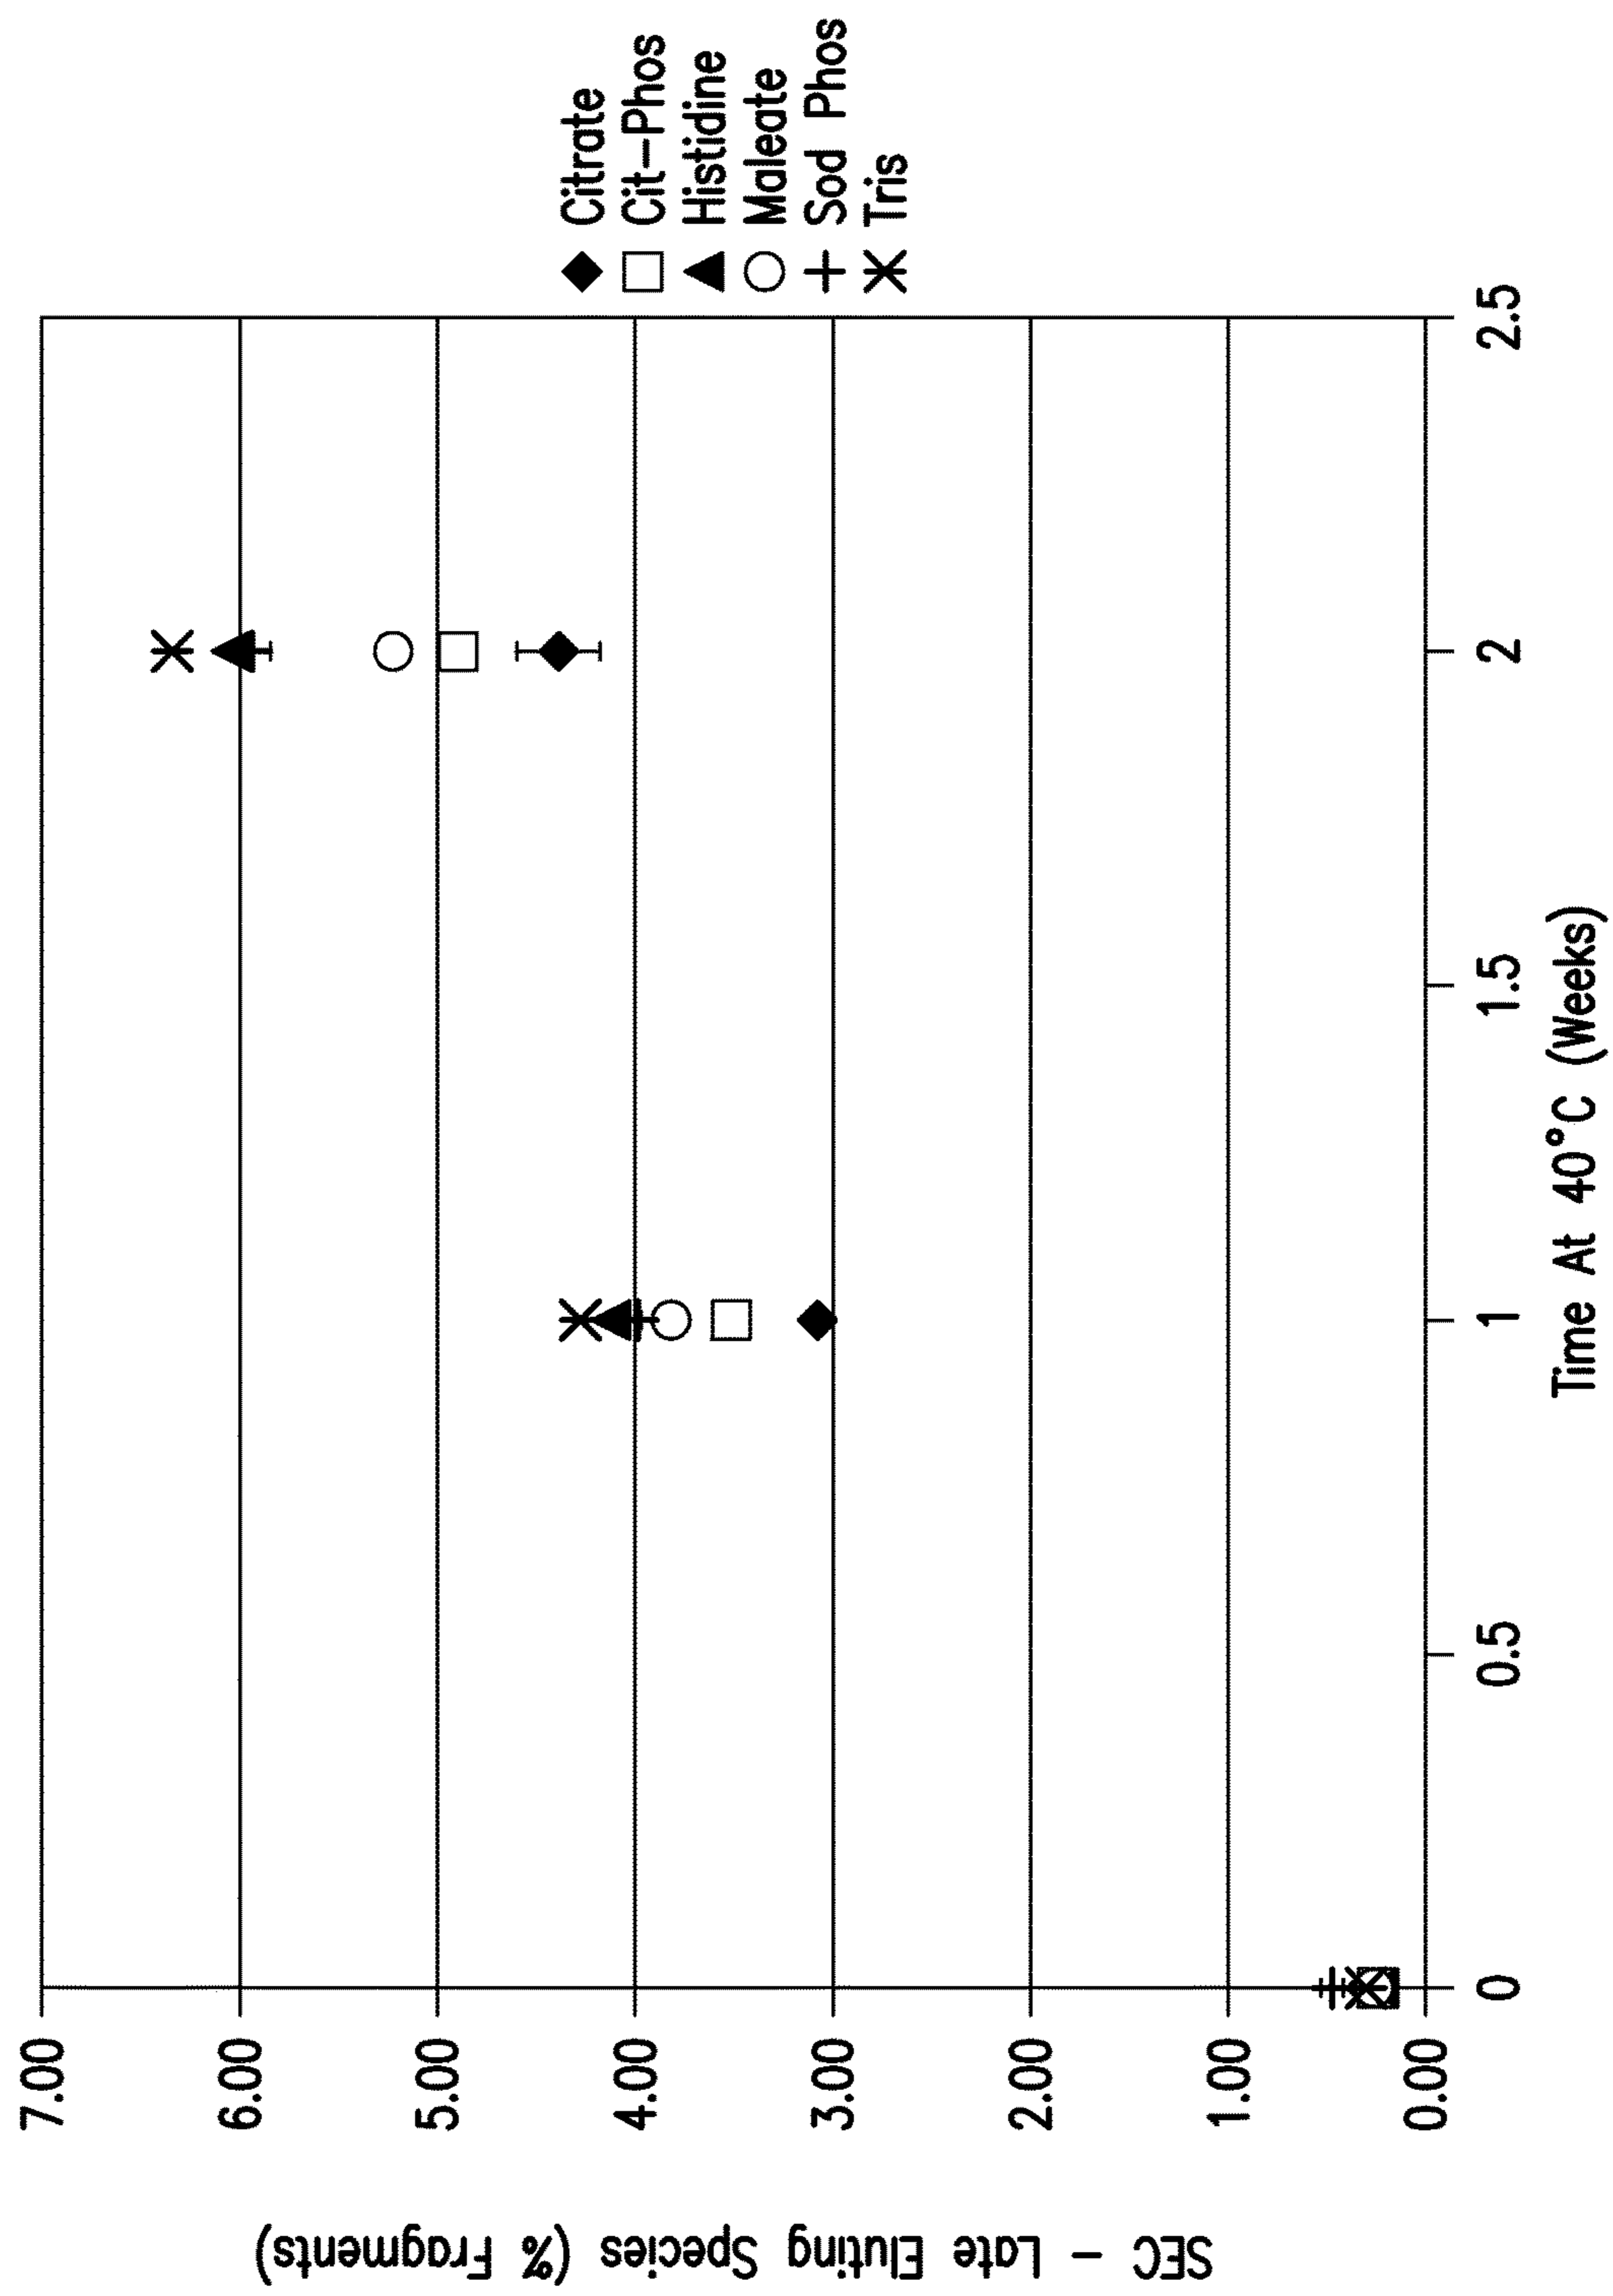 SEC - Late Eluting Species (% Fragments)
7.00
6.00
5.00
4.00
3.00
2.00
1.00
0.00
0
0.5
1
1.5
2
2.5
Time At 40°C (Weeks)
Citrate
Cit-Phos
Histidine
Maleate
Sod Phos
Tris